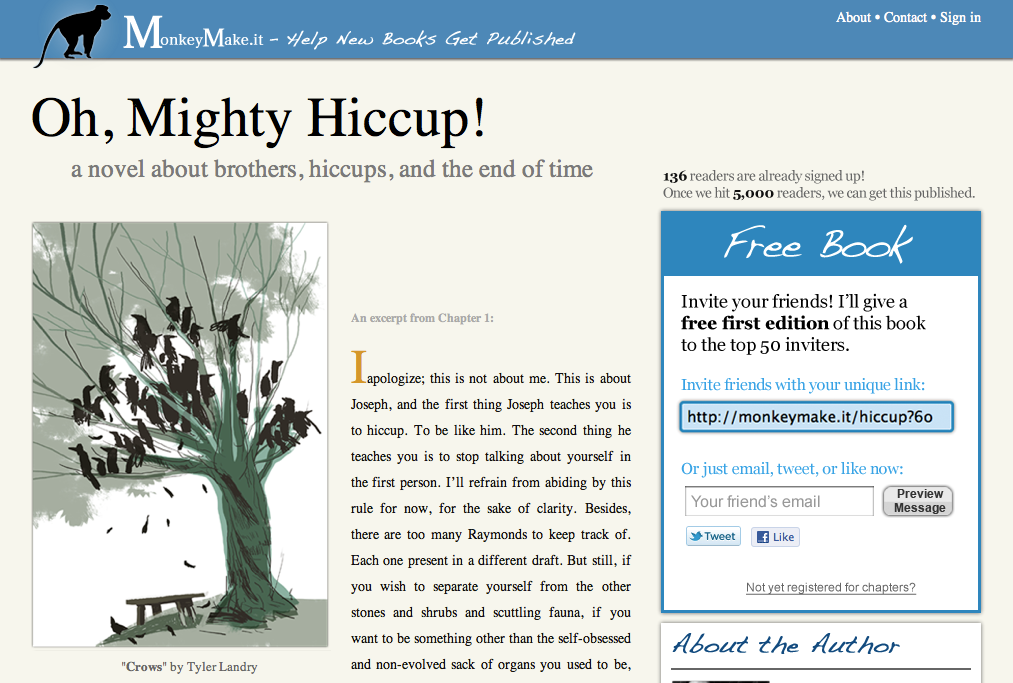 MonkeyMake.it – Help New Books Get Published
About • Contact • Sign in
Oh, Mighty Hiccup!
a novel about brothers, hiccups, and the end of time
"Crows" by Tyler Landry
An excerpt from Chapter 1:
I apologize; this is not about me. This is about
Joseph, and the first thing Joseph teaches you is
to hiccup. To be like him. The second thing he
teaches you is to stop talking about yourself in
the first person. I'll refrain from abiding by this
rule for now, for the sake of clarity. Besides,
there are too many Raymonds to keep track of.
Each one present in a different draft. But still, if
you wish to separate yourself from the other
stones and shrubs and scuttling fauna, if you
want to be something other than the self-obsessed
and non-evolved sack of organs you used to be,
136 readers are already signed up!
Once we hit 5,000 readers, we can get this published.
Free Book
Invite your friends! I'll give a
free first edition of this book
to the top 50 inviters.
Invite friends with your unique link:
http://monkeymake.it/hiccup?6o
Or just email, tweet, or like now:
Your friend's email
Preview
Message
Tweet
Like
Not yet registered for chapters?
About the Author